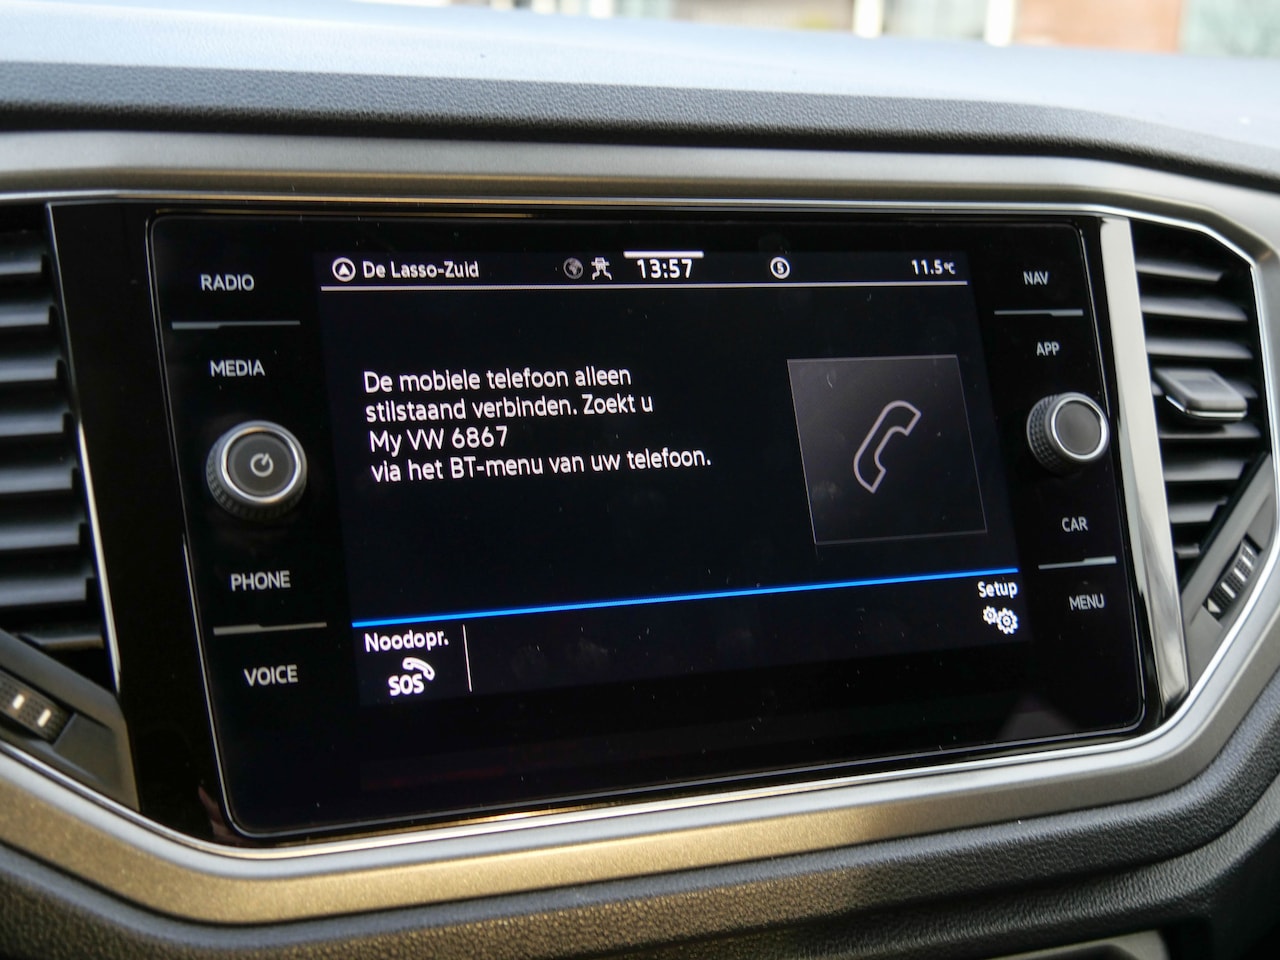 De Lasso-Zuid
13:57
5
11.5°C
RADIO
MEDIA
PHONE
VOICE
De mobiele telefoon alleen
stilstaand verbinden. Zoekt u
My VW 6867
via het BT-menu van uw telefoon.
Noodopr.
SOS
Setup
NAV
APP
CAR
MENU